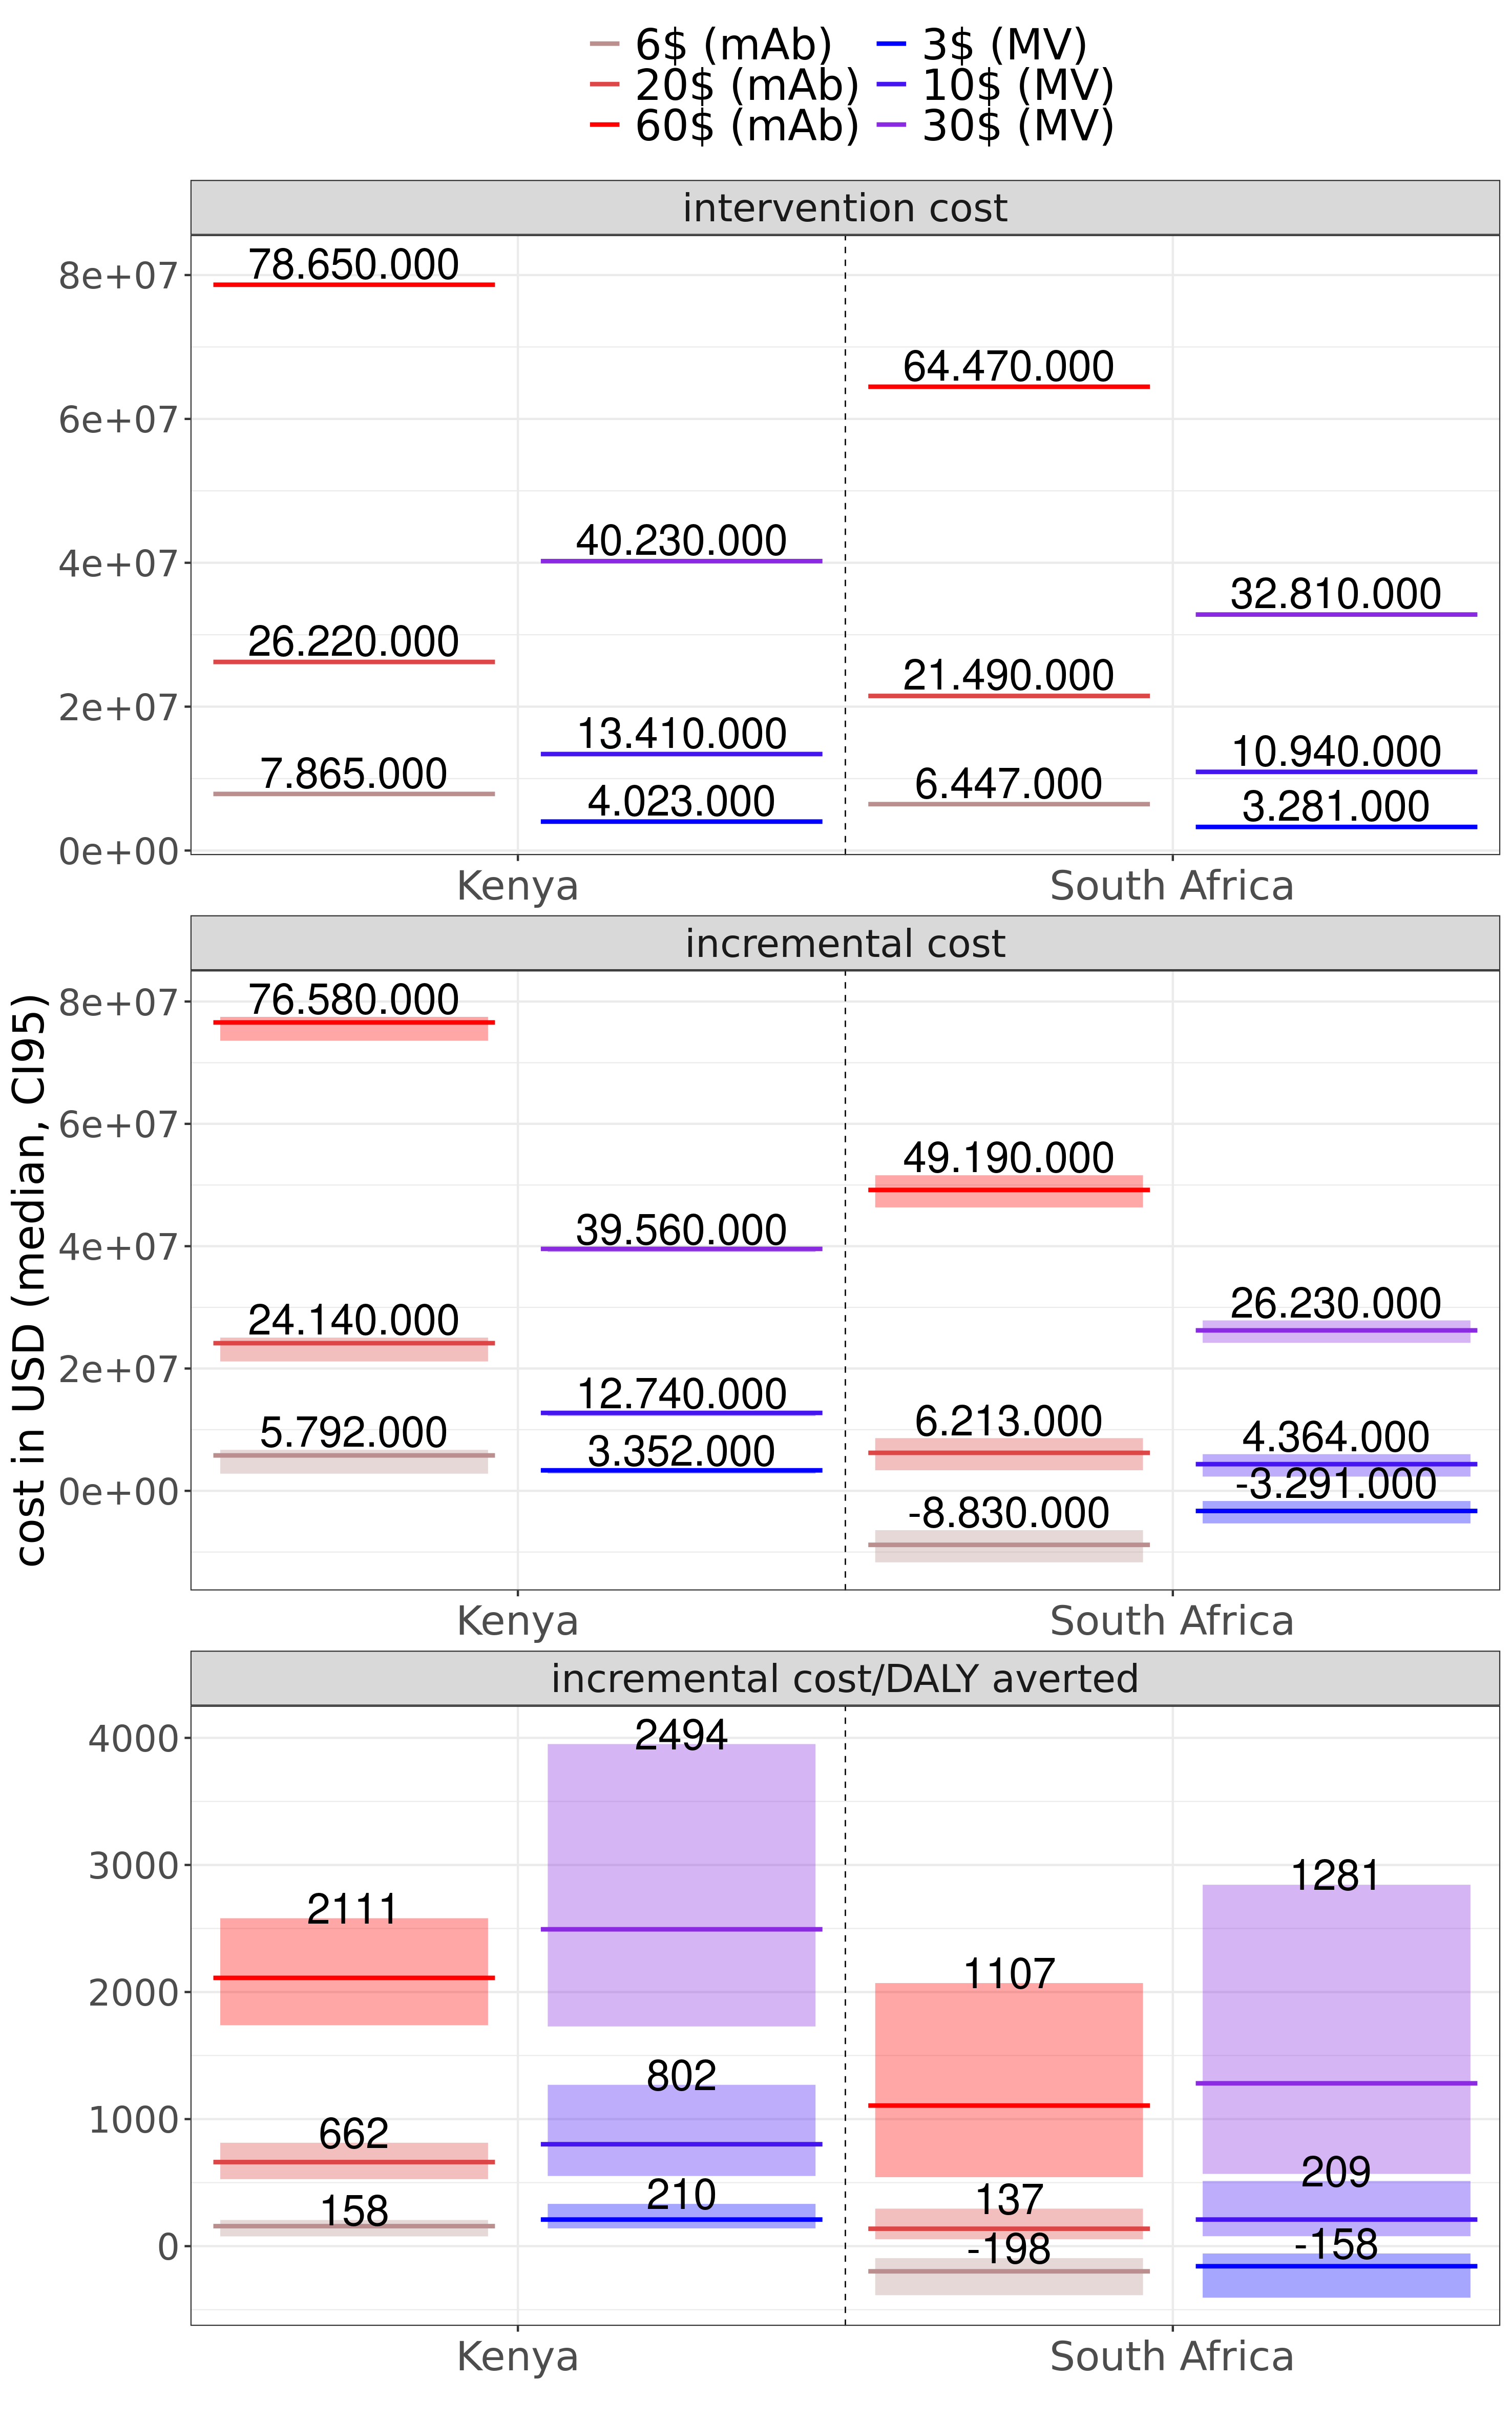 6$ (mAb) 3$ (MV)
20$ (mAb) 10$ (MV)
60$ (mAb) 30$ (MV)
intervention cost
8e+07
6e+07
4e+07
2e+07
0e+00
78.650.000
64.470.000
40.230.000
32.810.000
26.220.000
21.490.000
13.410.000
10.940.000
7.865.000
6.447.000
4.023.000
3.281.000
Kenya South Africa
cost in USD (median, CI95)
incremental cost
8e+07
6e+07
4e+07
2e+07
0e+00
76.580.000
49.190.000
39.560.000
26.230.000
24.140.000
12.740.000
6.213.000
5.792.000
4.364.000
3.352.000
-3.291.000
-8.830.000
Kenya South Africa
incremental cost/DALY averted
4000
3000
2000
1000
0
2494
1281
2111
1107
802
662
209
210
137
158
-198
-158
Kenya South Africa